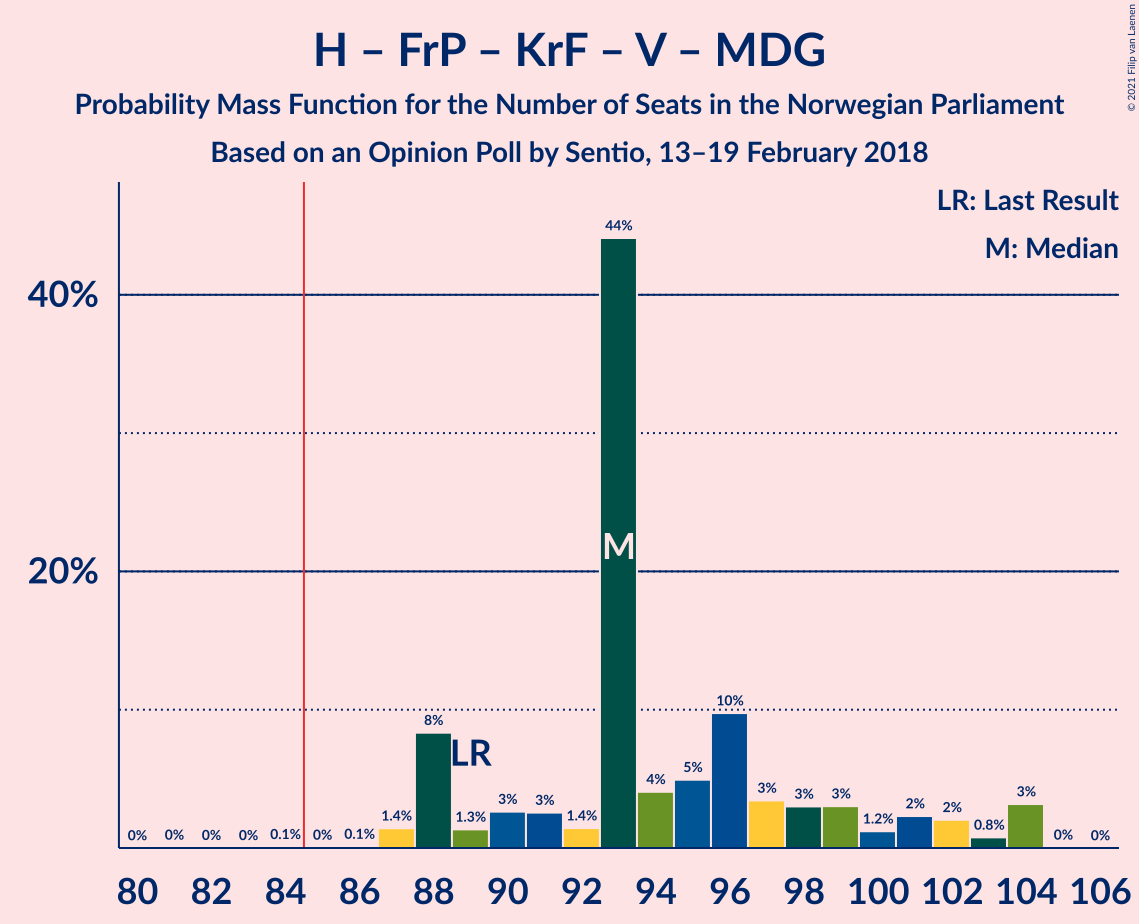 H – FrP – KrF – V – MDG
Probability Mass Function for the Number of Seats in the Norwegian Parliament
Based on an Opinion Poll by Sentio, 13–19 February 2018
© 2021 Filip van Laenen
LR: Last Result
M: Median
44%
40%
M
20%
10%
8%
LR
5%
4%
3% 3% 3% 3% 3% 3%
1.4% 1.3% 1.4% 1.2% 2% 2% 0.8%
0% 0% 0% 0% 0.1% 0% 0.1% 0% 0%
80 82 84 86 88 90 92 94 96 98 100 102 104 106